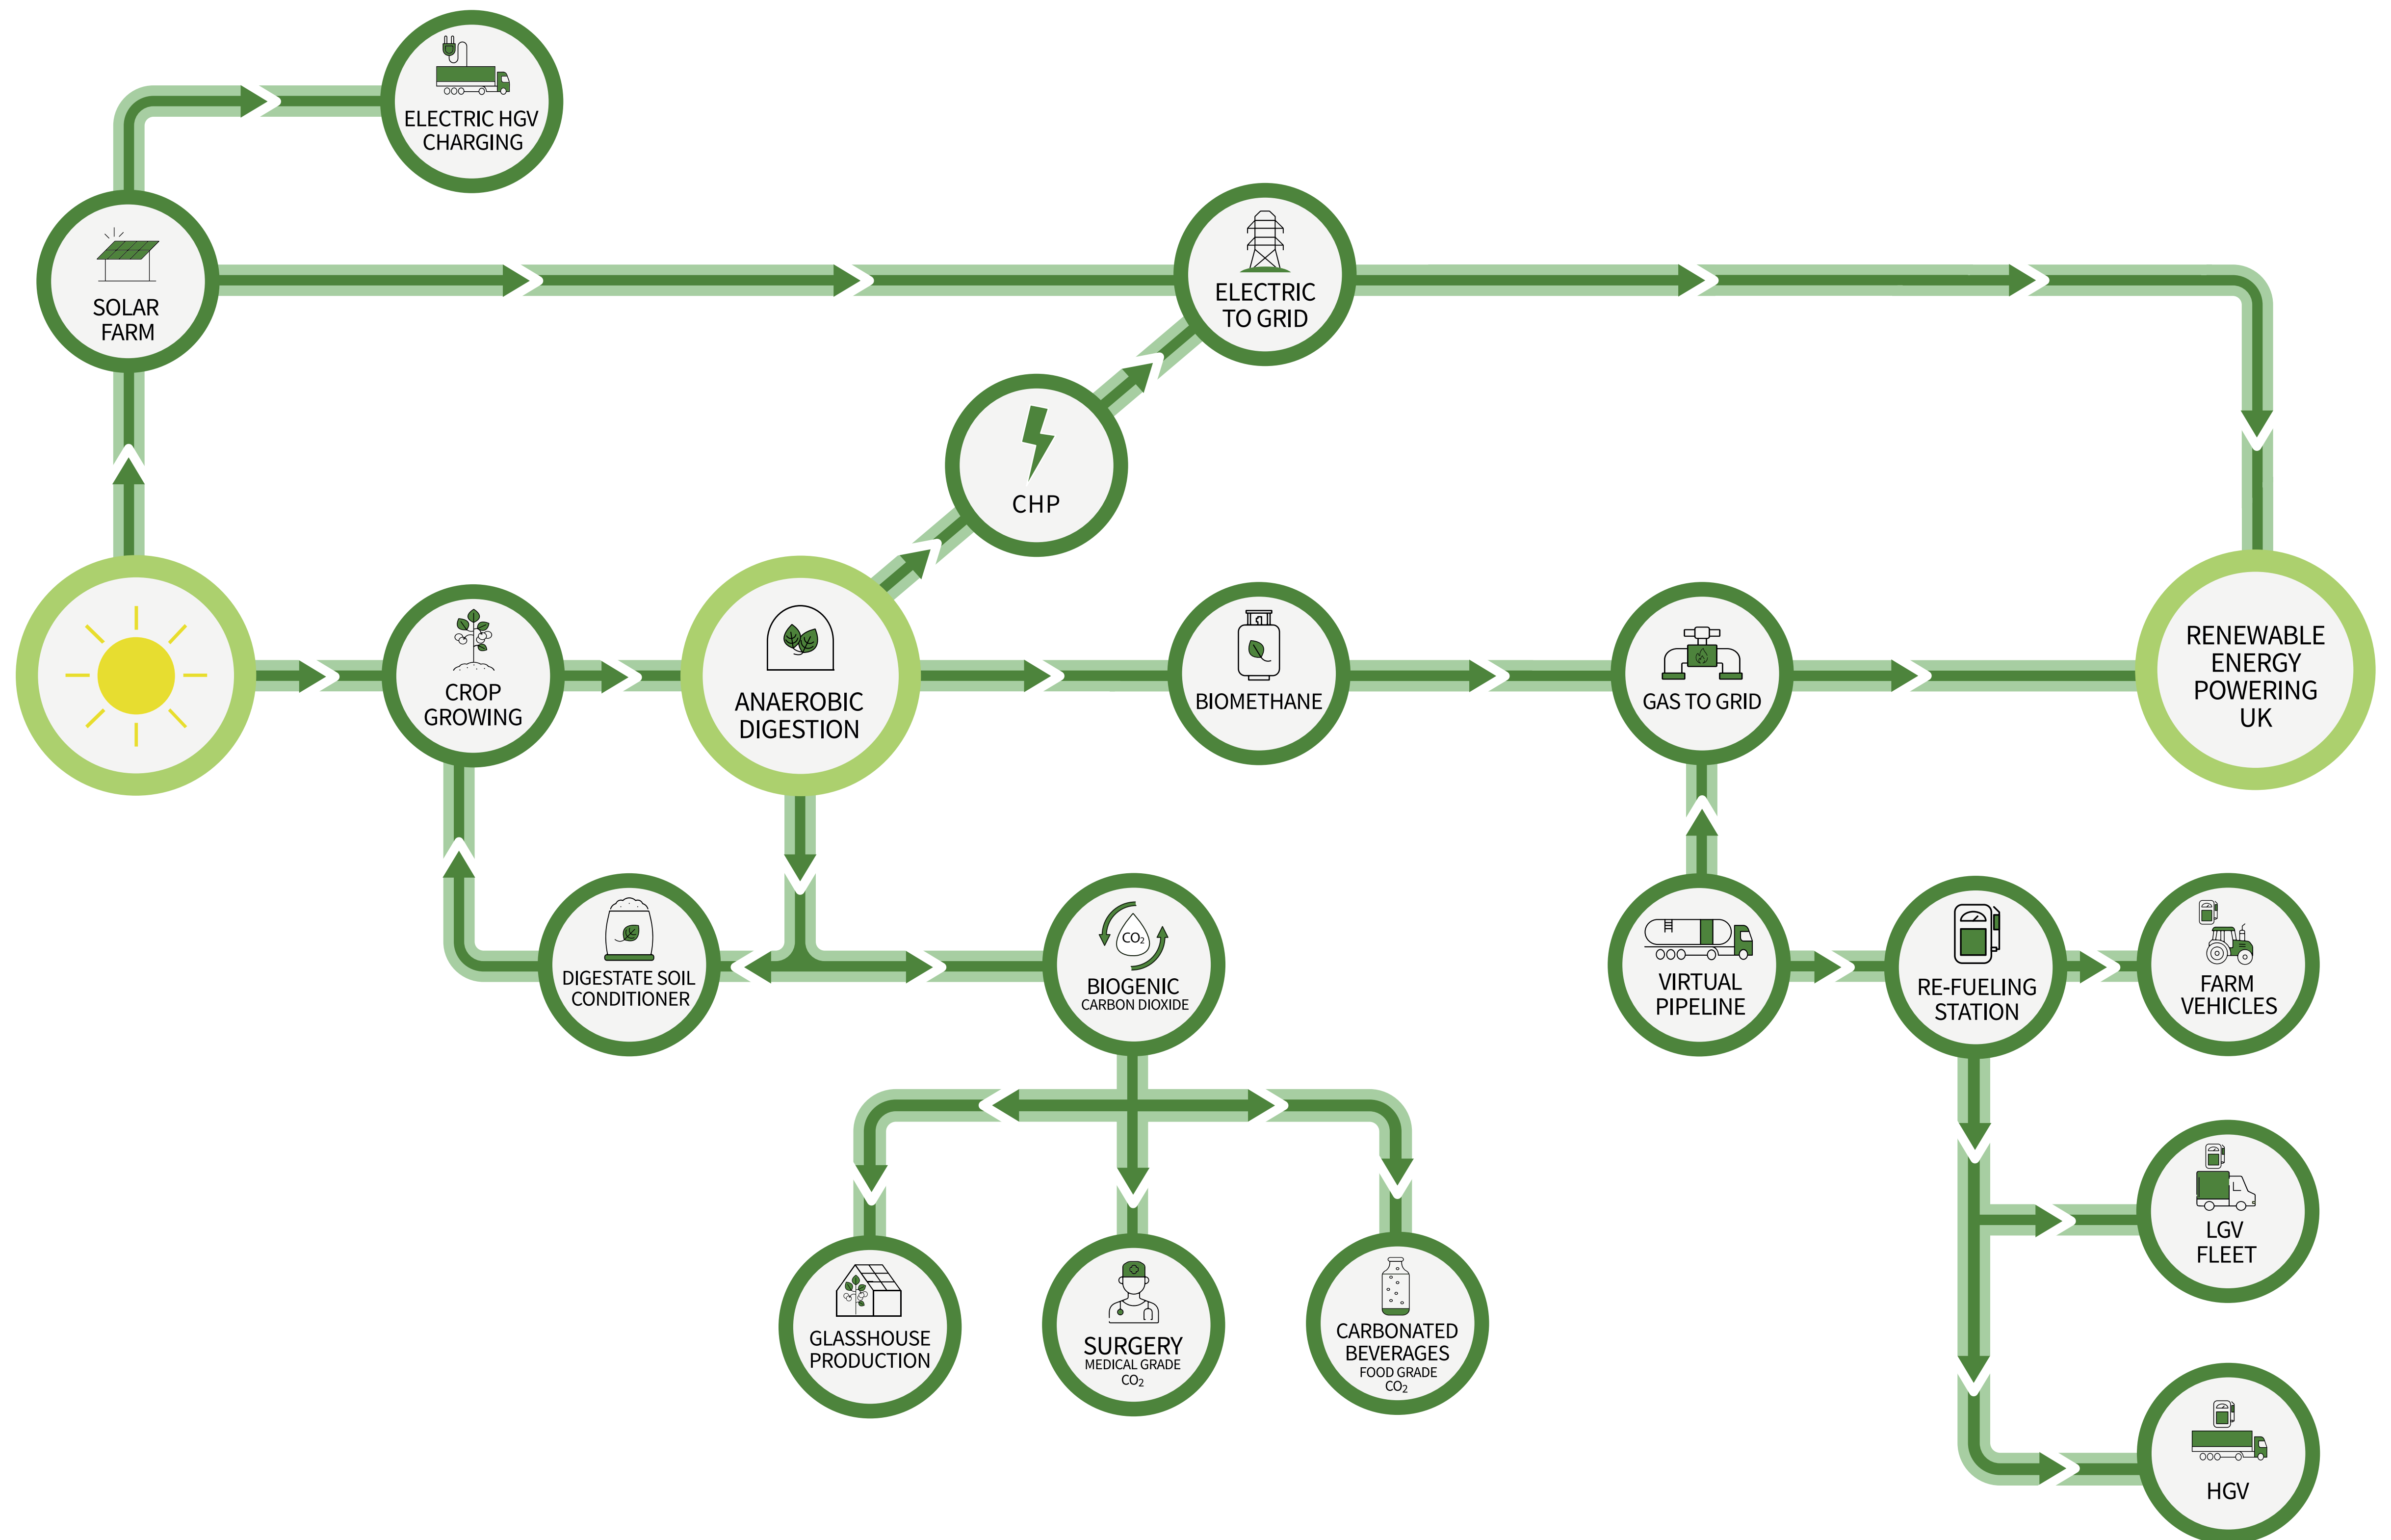 ELECTRIC HGV
CHARGING
SOLAR
FARM
ELECTRIC
TO GRID
CHP
CROP
GROWING
ANAEROBIC
DIGESTION
BIOMETHANE
GAS TO GRID
RENEWABLE
ENERGY
POWERING
UK
DIGESTATE SOIL
CONDITIONER
CO₂
BIOGENIC
CARBON DIOXIDE
VIRTUAL
PIPELINE
RE-FUELING
STATION
FARM
VEHICLES
GLASSHOUSE
PRODUCTION
SURGERY
MEDICAL GRADE
CO₂
CARBONATED
BEVERAGES
FOOD GRADE
CO₂
LGV
FLEET
HGV